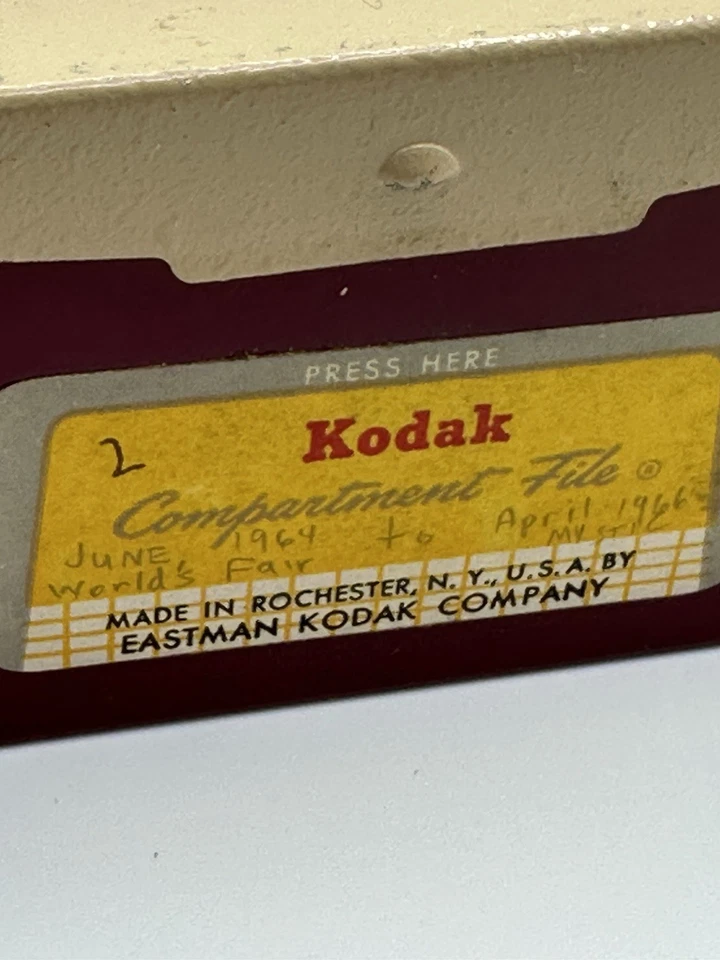 PRESS HERE
2
Kodak
Compartment File ®
JUNE, 1964 to April 1966
World's Fair Mystic
MADE IN ROCHESTER, N. Y., U. S. A. BY
EASTMAN KODAK COMPANY